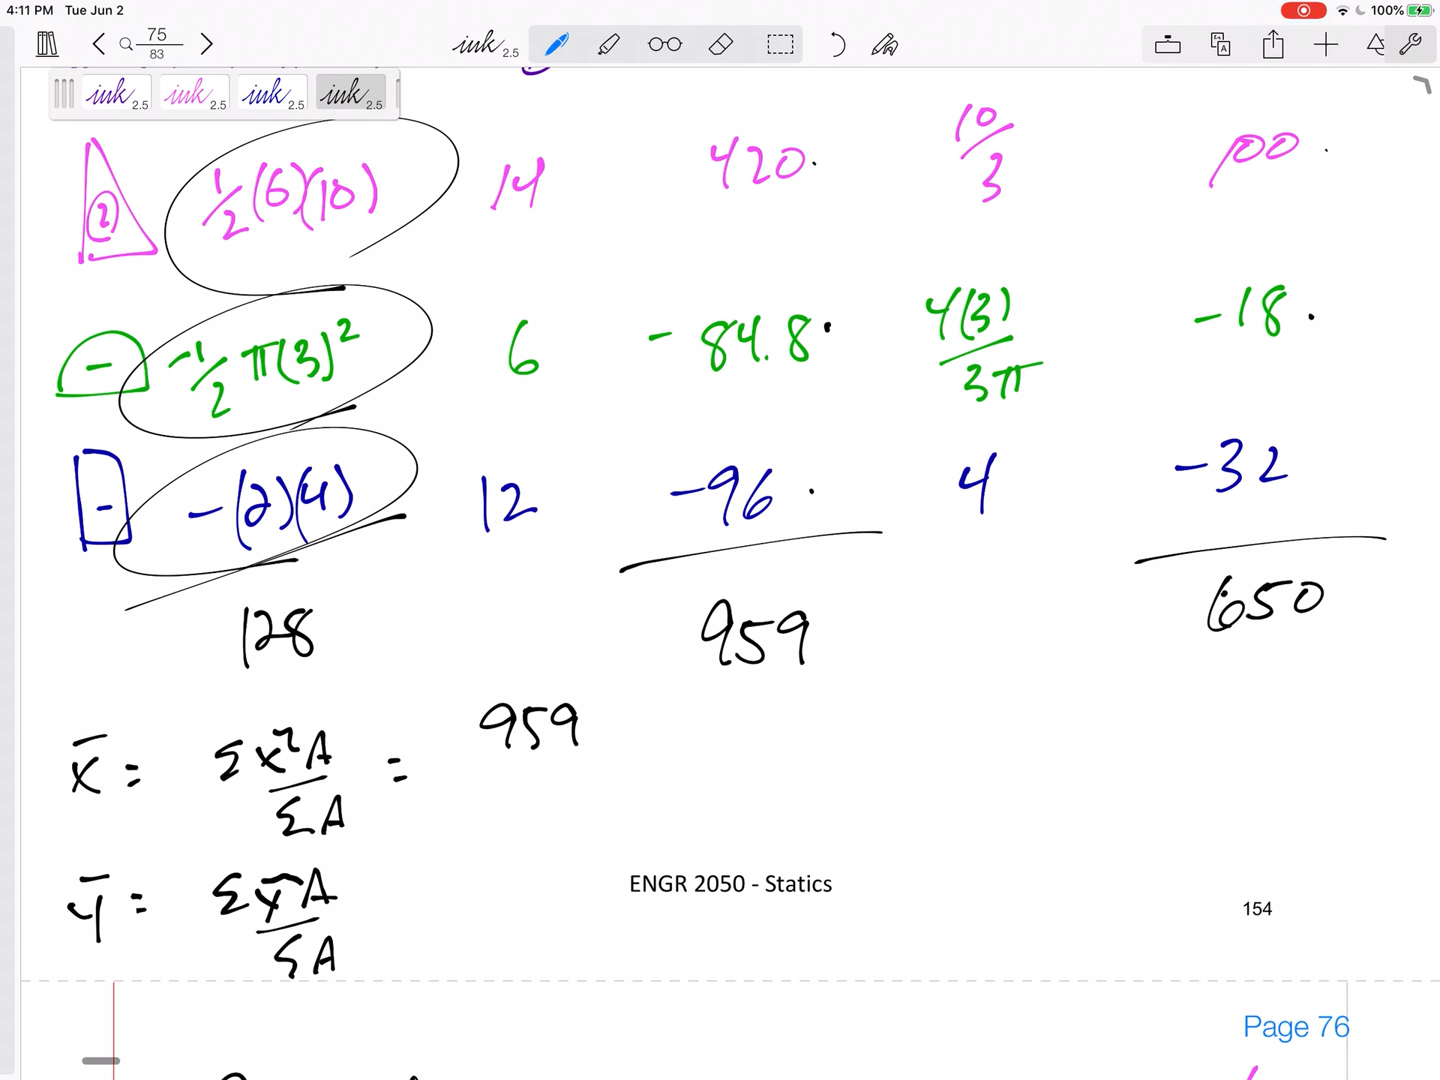 4:11 PM Tue Jun 2 100%
75
83
ink 2.5
ink 2.5 ink 2.5 ink 2.5 ink 2.5
2 1/2 (6)(10) 14 420. 10/3 100 .
- -1/2 π(3)² 6 -84.8 . 4(3)/3π -18 .
- -(2)(4) 12 -96 . 4 -32
128 959 650
x̄ = Σx̃A/ΣA = 959
ȳ = Σỹ A/ΣA
ENGR 2050 - Statics
154
Page 76